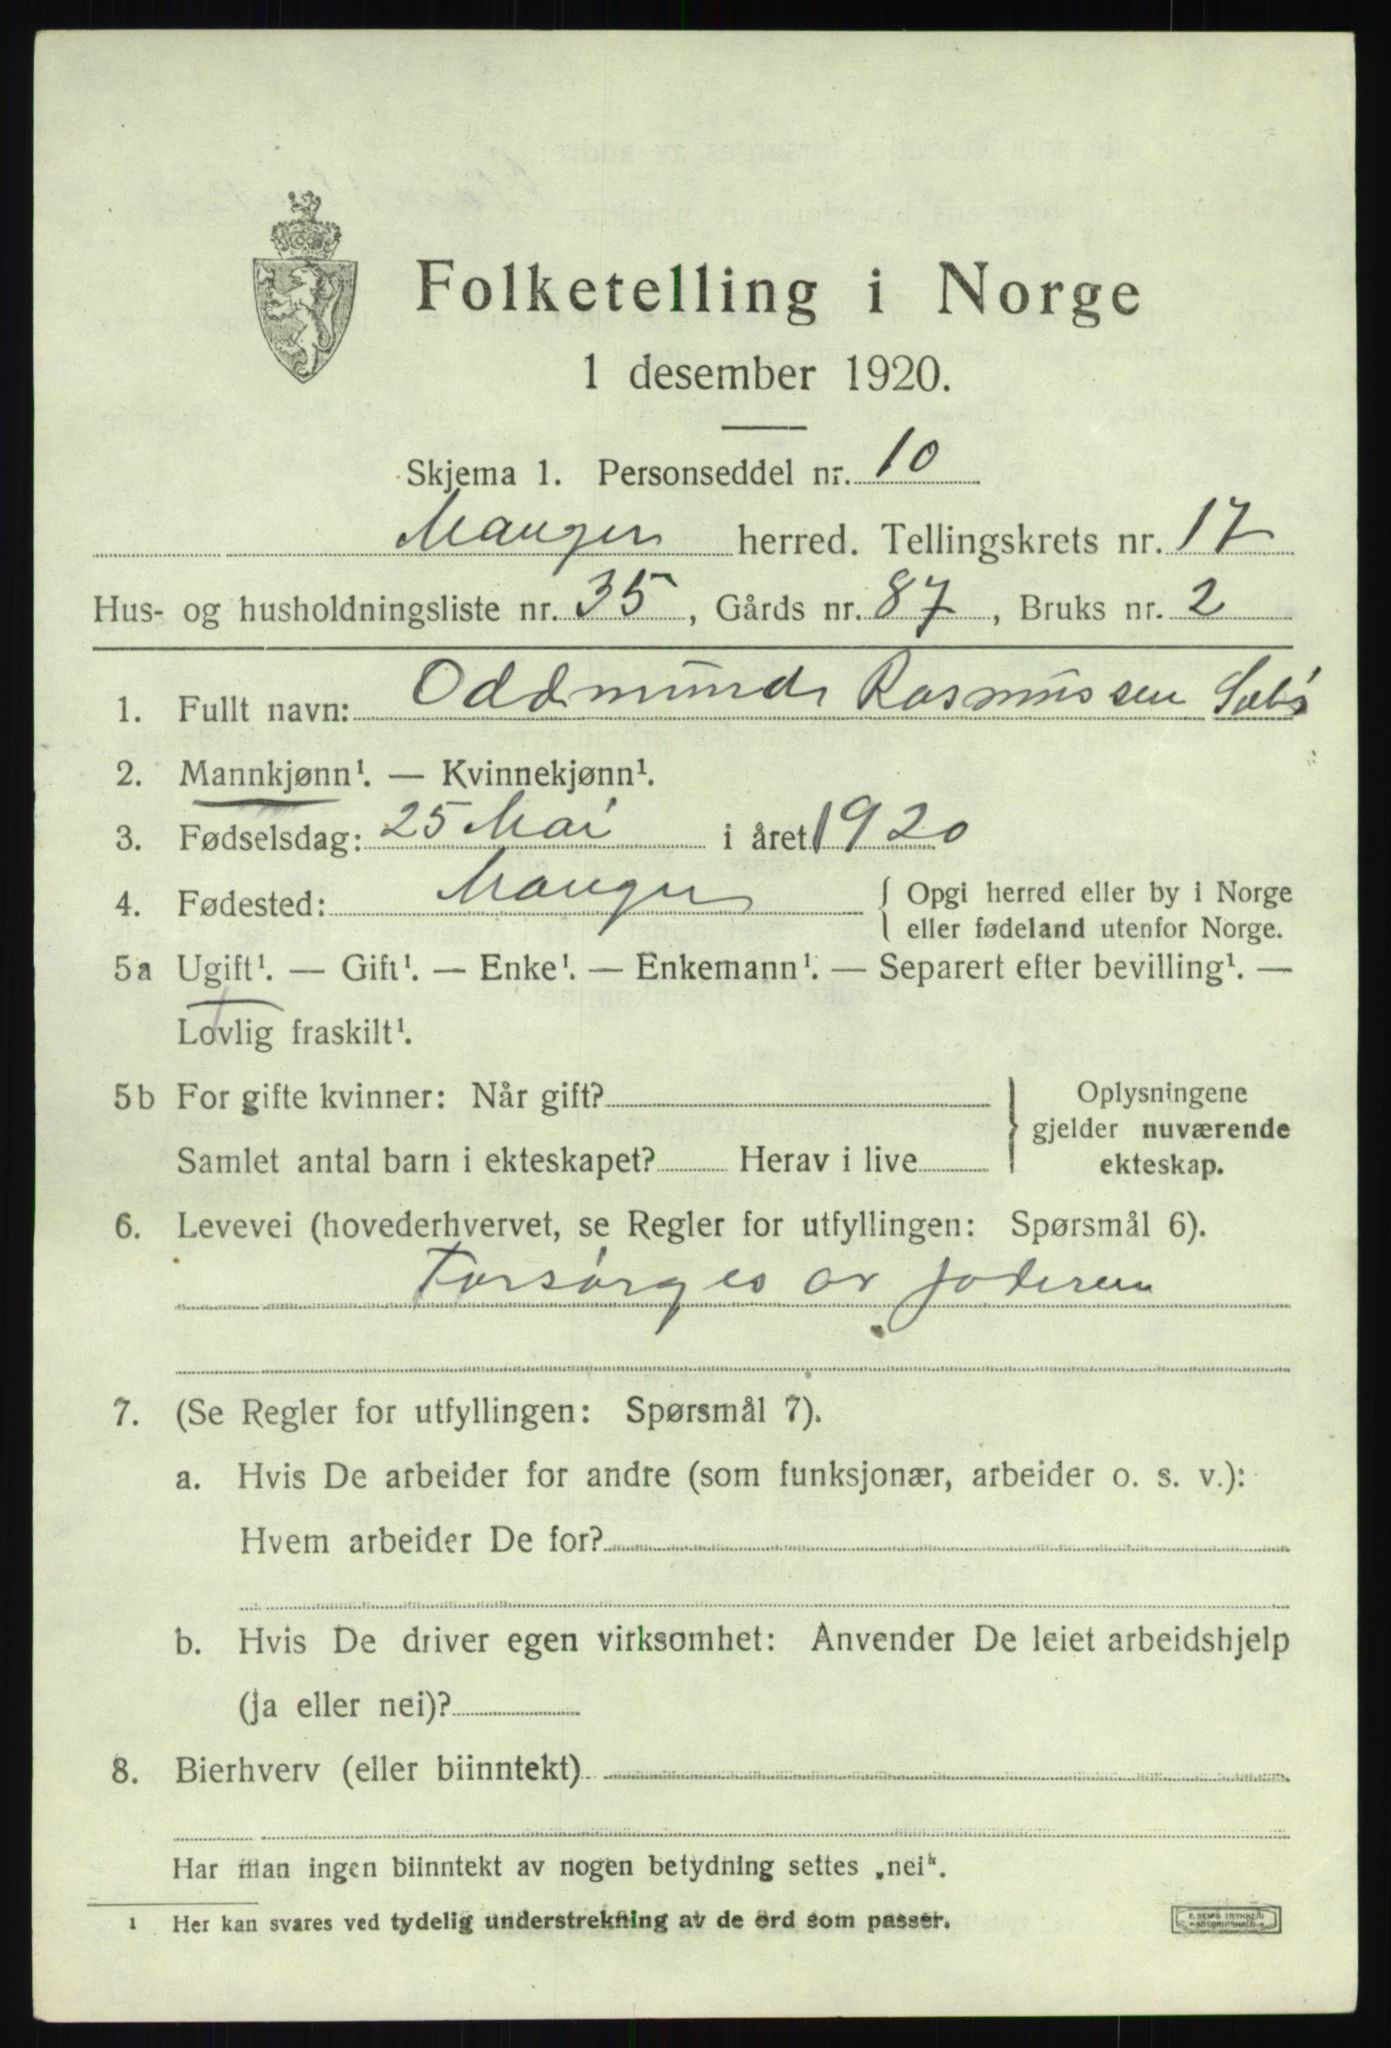 Folketelling i Norge
1 desember 1920.
Skjema 1. Personseddel nr. 10
Manger herred. Tellingskrets nr. 17
Hus- og husholdningsliste nr. 35, Gårds nr. 87, Bruks nr. 2
1. Fullt navn: Oddmund Rasmussen Sæbø
2. Mannkjønn¹. — Kvinnekjønn¹.
3. Fødselsdag: 25 Mai i året 1920
4. Fødested: Manger { Opgi herred eller by i Norge
eller fødeland utenfor Norge.
5a Ugift¹. — Gift¹. — Enke¹. — Enkemann¹. — Separert efter bevilling¹. —
Lovlig fraskilt¹.
5b For gifte kvinner: Når gift?
Samlet antal barn i ekteskapet? Herav i live
} Oplysningene
gjelder nuværende
ekteskap.
6. Levevei (hovederhvervet, se Regler for utfyllingen: Spørsmål 6).
Forsørges av faderen
7. (Se Regler for utfyllingen: Spørsmål 7).
a. Hvis De arbeider for andre (som funksjonær, arbeider o. s. v.):
Hvem arbeider De for?
b. Hvis De driver egen virksomhet: Anvender De leiet arbeidshjelp
(ja eller nei)?
8. Bierhverv (eller biinntekt)
Har man ingen biinntekt av nogen betydning settes „nei“.
¹ Her kan svares ved tydelig understrekning av de ord som passer.